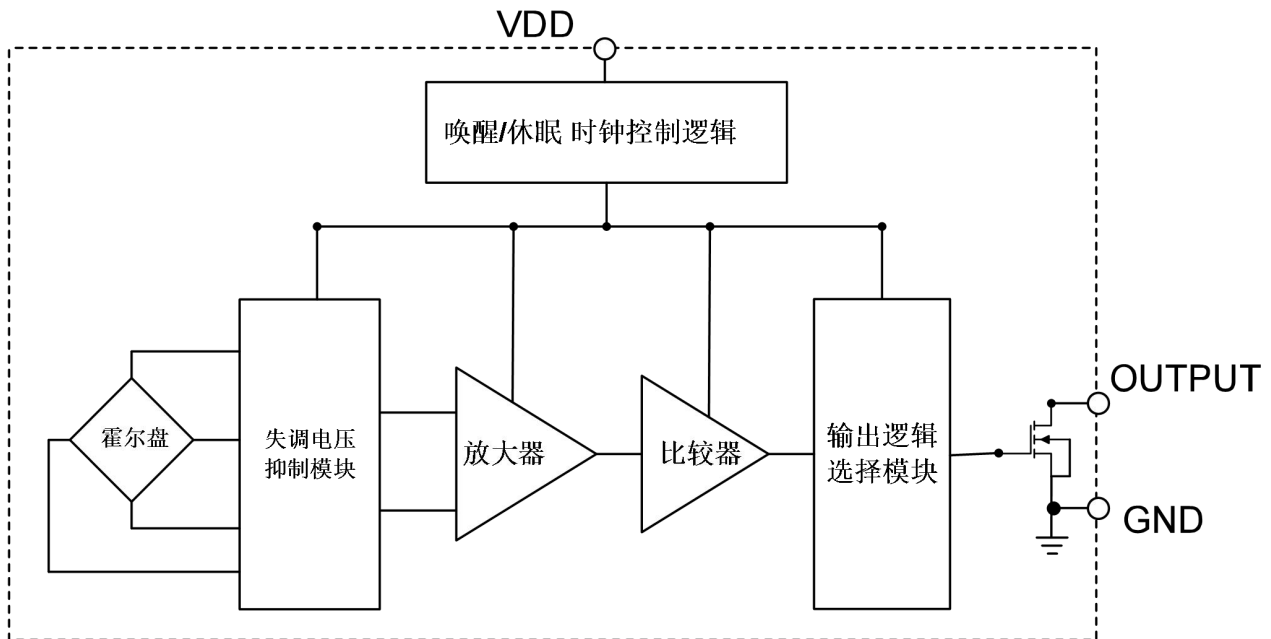 VDD
唤醒/休眠 时钟控制逻辑
霍尔盘
失调电压
抑制模块
放大器
比较器
输出逻辑
选择模块
OUTPUT
GND